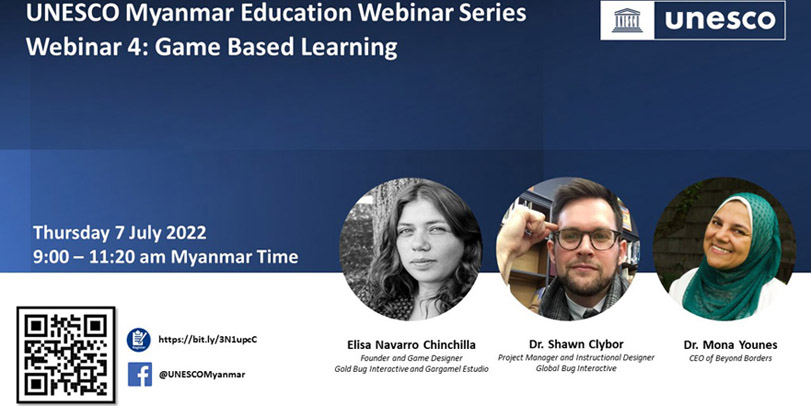 UNESCO Myanmar Education Webinar Series
unesco
Webinar 4: Game Based Learning
Thursday 7 July 2022
9:00 – 11:20 am Myanmar Time
https://bit.ly/3N1upcC
@UNESCOMyanmar
Elisa Navarro Chinchilla
Founder and Game Designer
Gold Bug Interactive and Gargamel Estudio
Dr. Shawn Clybor
Project Manager and Instructional Designer
Global Bug Interactive
Dr. Mona Younes
CEO of Beyond Borders